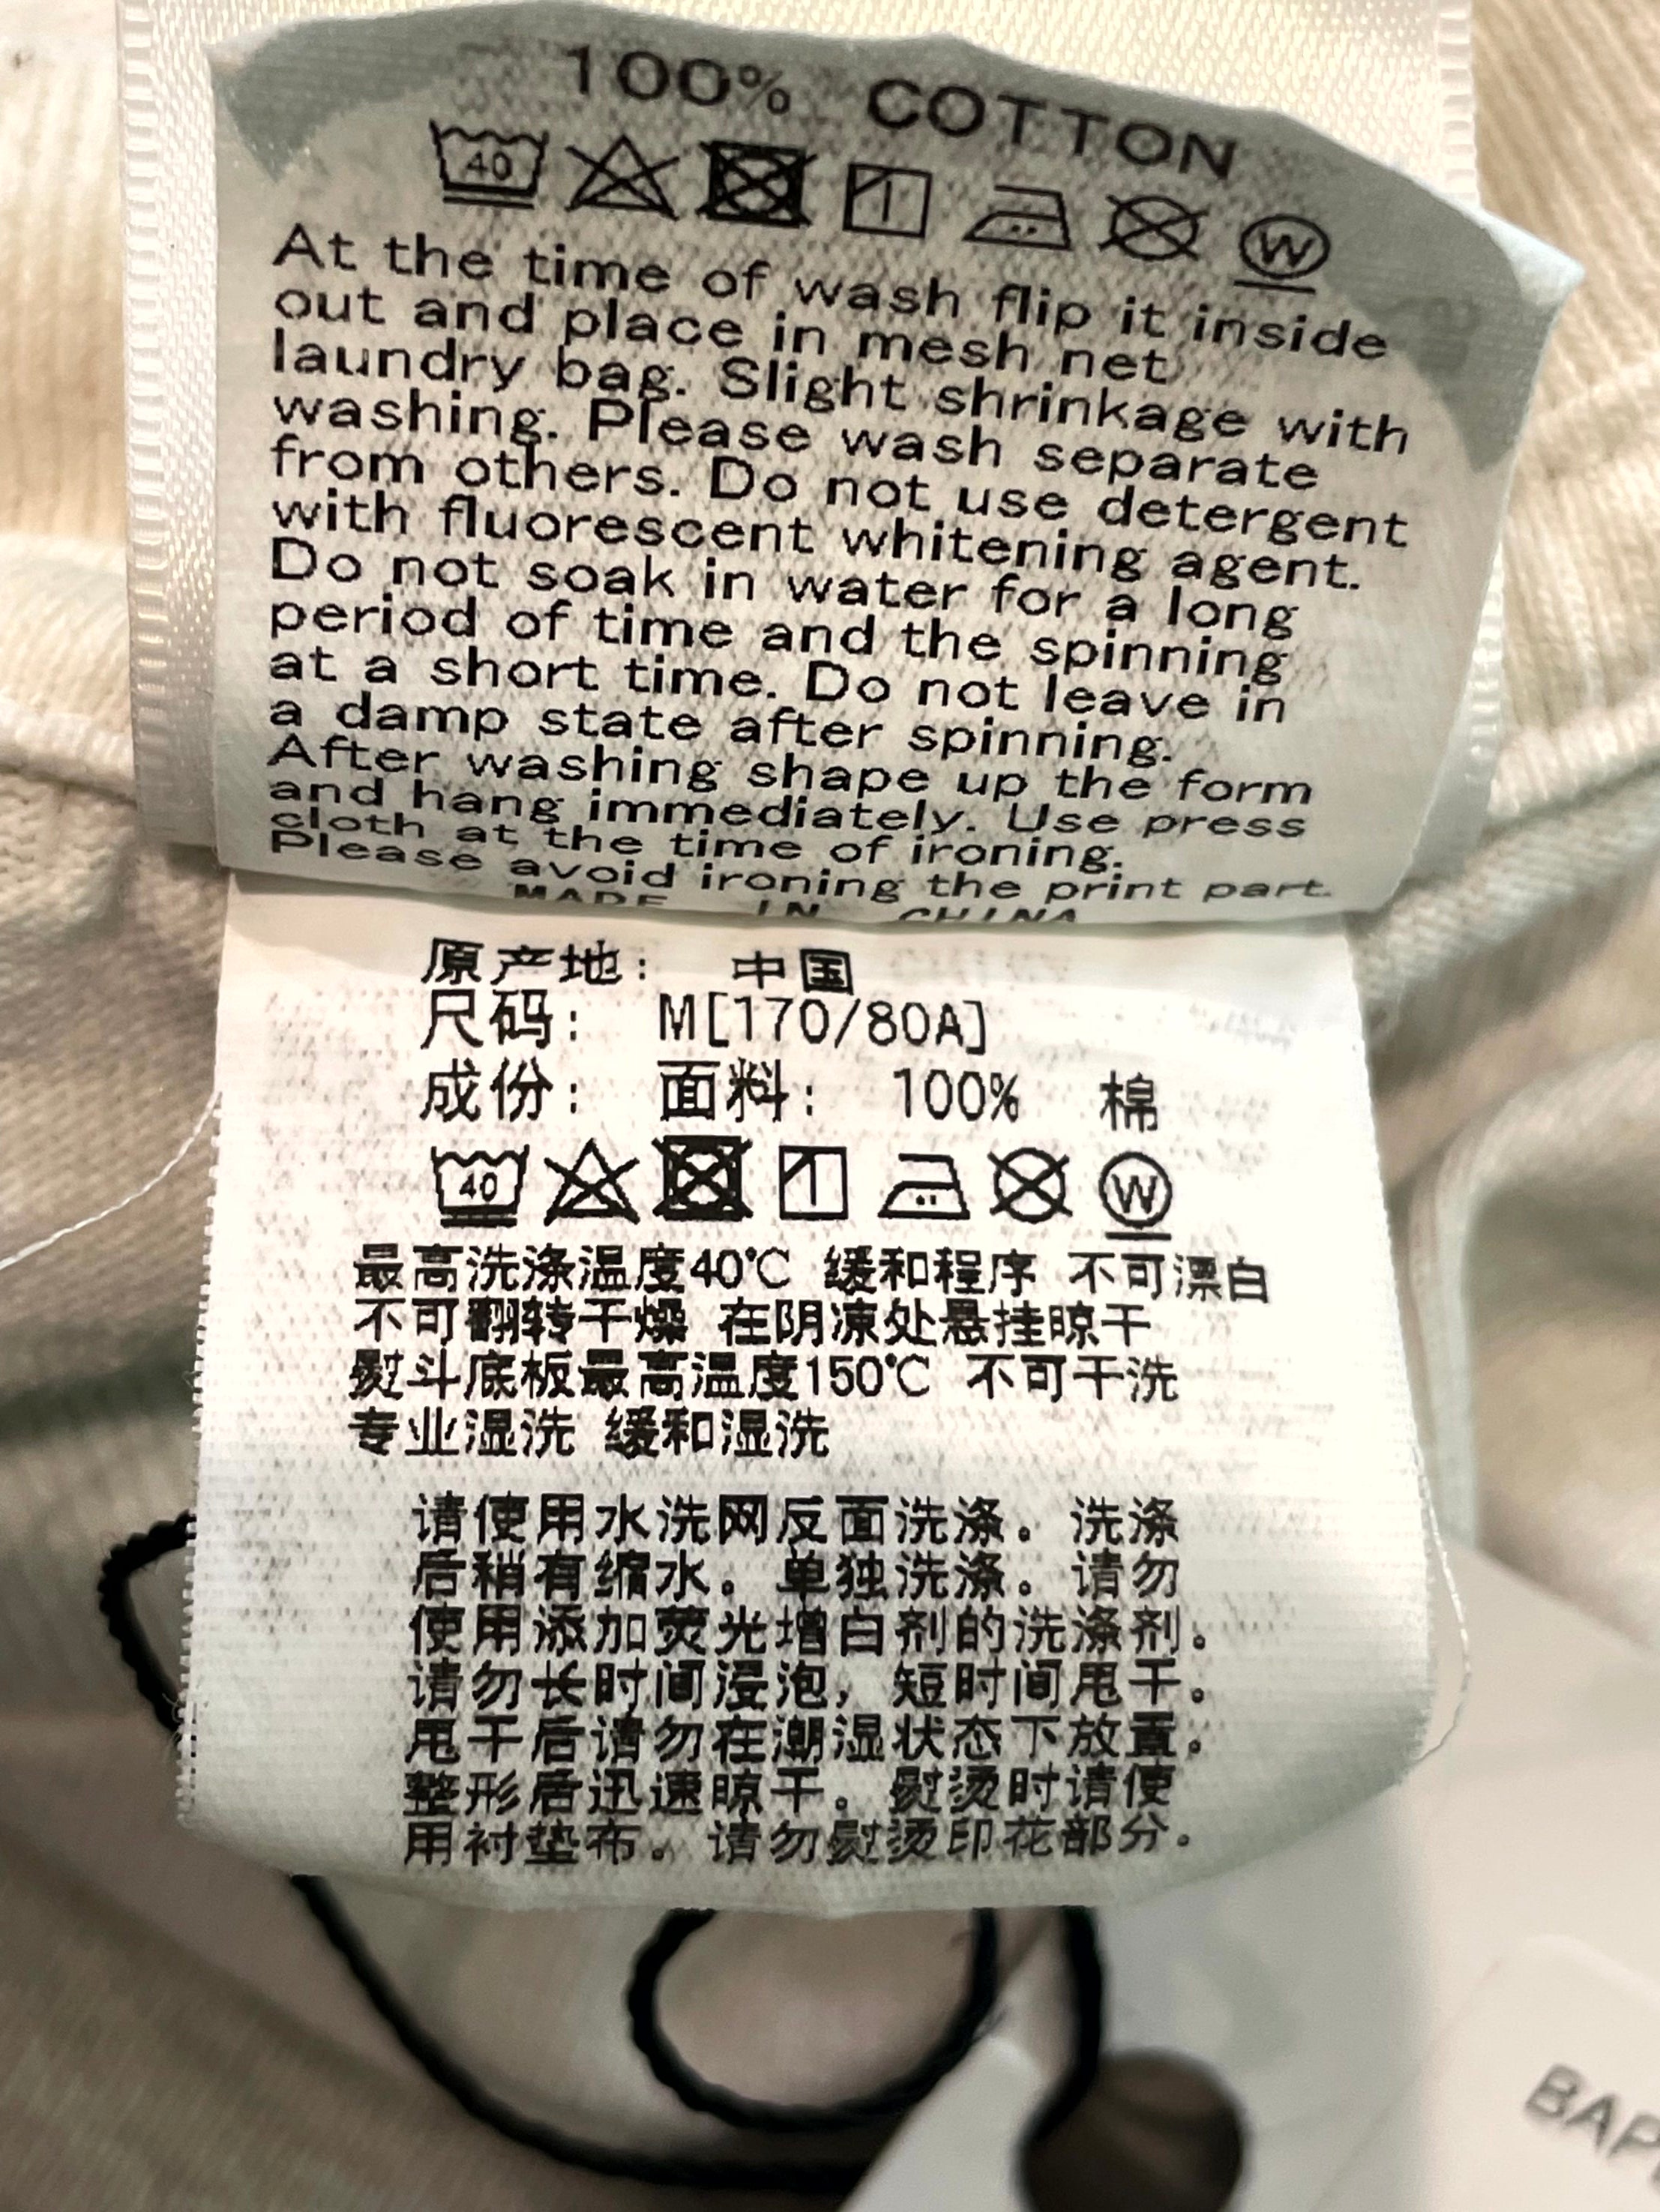 100% COTTON
40 W
At the time of wash flip it inside
out and place in mesh net
laundry bag. Slight shrinkage with
washing. Please wash separate
from others. Do not use detergent
with fluorescent whitening agent.
Do not soak in water for a long
period of time and the spinning
at a short time. Do not leave in
a damp state after spinning.
After washing shape up the form
and hang immediately. Use press
cloth at the time of ironing.
Please avoid ironing the print part.
MADE IN CHINA
原产地: 中国
尺码: M[170/80A]
成份: 面料: 100% 棉
40 W
最高洗涤温度40℃ 缓和程序 不可漂白
不可翻转干燥 在阴凉处悬挂晾干
熨斗底板最高温度150℃ 不可干洗
专业湿洗 缓和湿洗
请使用水洗网反面洗涤。洗涤
后稍有缩水。单独洗涤。请勿
使用添加荧光增白剂的洗涤剂。
请勿长时间浸泡,短时间甩干。
甩干后请勿在潮湿状态下放置。
整形后迅速晾干。熨烫时请使
用衬垫布。请勿熨烫印花部分。